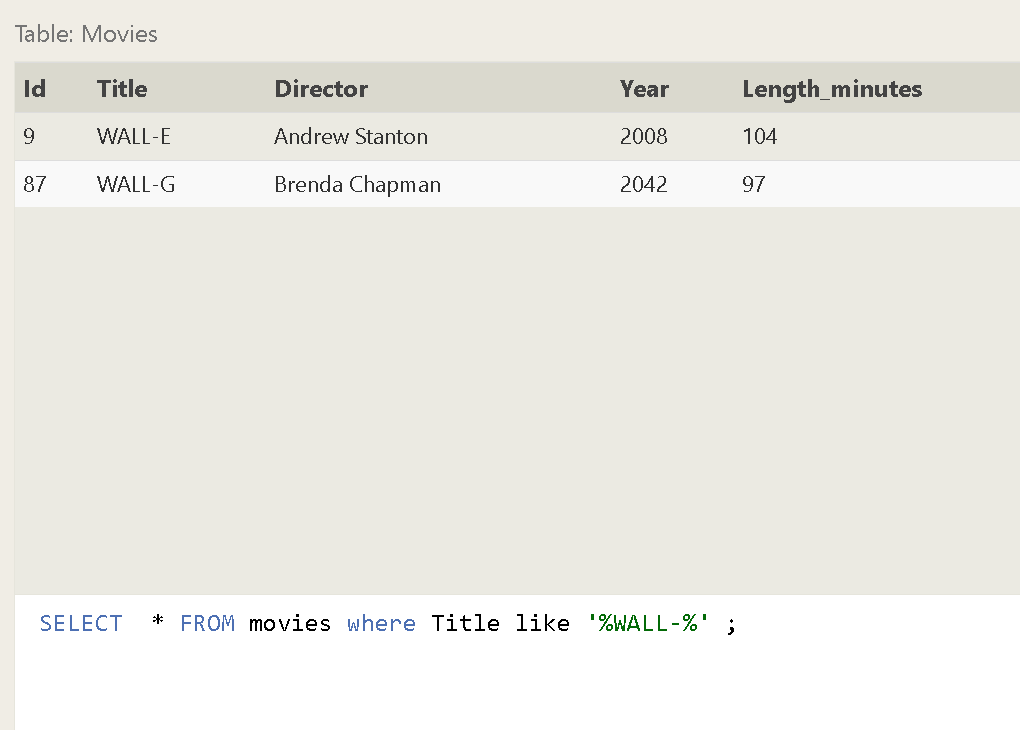 Table: Movies
Id Title Director Year Length_minutes
9 WALL-E Andrew Stanton 2008 104
87 WALL-G Brenda Chapman 2042 97
SELECT  * FROM movies where Title like '%WALL-%' ;